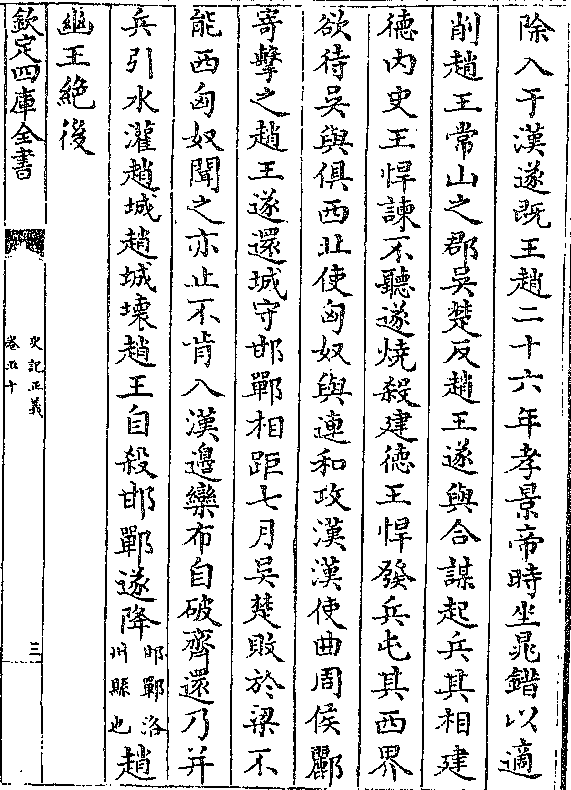 除入于漢遂既王趙二十六年孝景帝時坐晁錯以適
削趙王常山之郡吳楚反趙王遂與合謀起兵其相建
徳内史王悍諫不聽遂燒殺建徳王悍發兵屯其西界
欲待吳與俱西北使匈奴與連和攻漢漢使曲周侯酈
寄擊之趙王遂還城守邯鄲相距七月吳楚敗於梁不
能西匈奴聞之亦止不肯入漢邊欒布自破齊還乃并
兵引水灌趙城趙城壊趙王自殺邯鄲遂降邯鄲洺州縣也趙
幽王絶後
欽定四庫全書
史記正義
卷五十
三